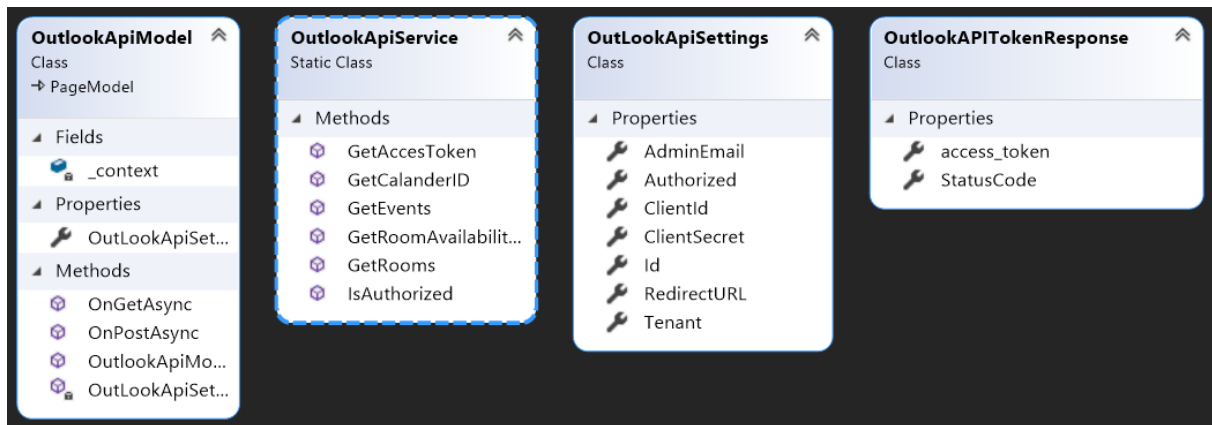 OutlookApiModel
Class
PageModel
Fields
_context
Properties
OutLookApiSet...
Methods
OnGetAsync
OnPostAsync
OutlookApiMo...
OutLookApiSet...
OutlookApiService
Static Class
Methods
GetAccesToken
GetCalanderID
GetEvents
GetRoomAvailabilit...
GetRooms
IsAuthorized
OutLookApiSettings
Class
Properties
AdminEmail
Authorized
ClientId
ClientSecret
Id
RedirectURL
Tenant
OutlookAPITokenResponse
Class
Properties
access_token
StatusCode